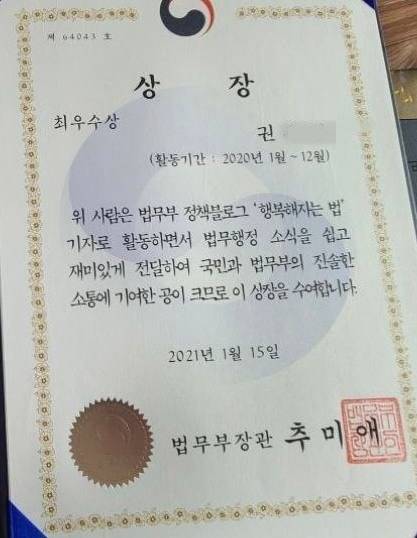 제 64043 호
상 장
최우수상
권
(활동기간 : 2020년 1월 ~ 12월)
위 사람은 법무부 정책블로그 '행복해지는 법'
기자로 활동하면서 법무행정 소식을 쉽고
재미있게 전달하여 국민과 법무부의 진솔한
소통에 기여한 공이 크므로 이 상장을 수여합니다.
2021년 1월 15일
법무부장관 추미애